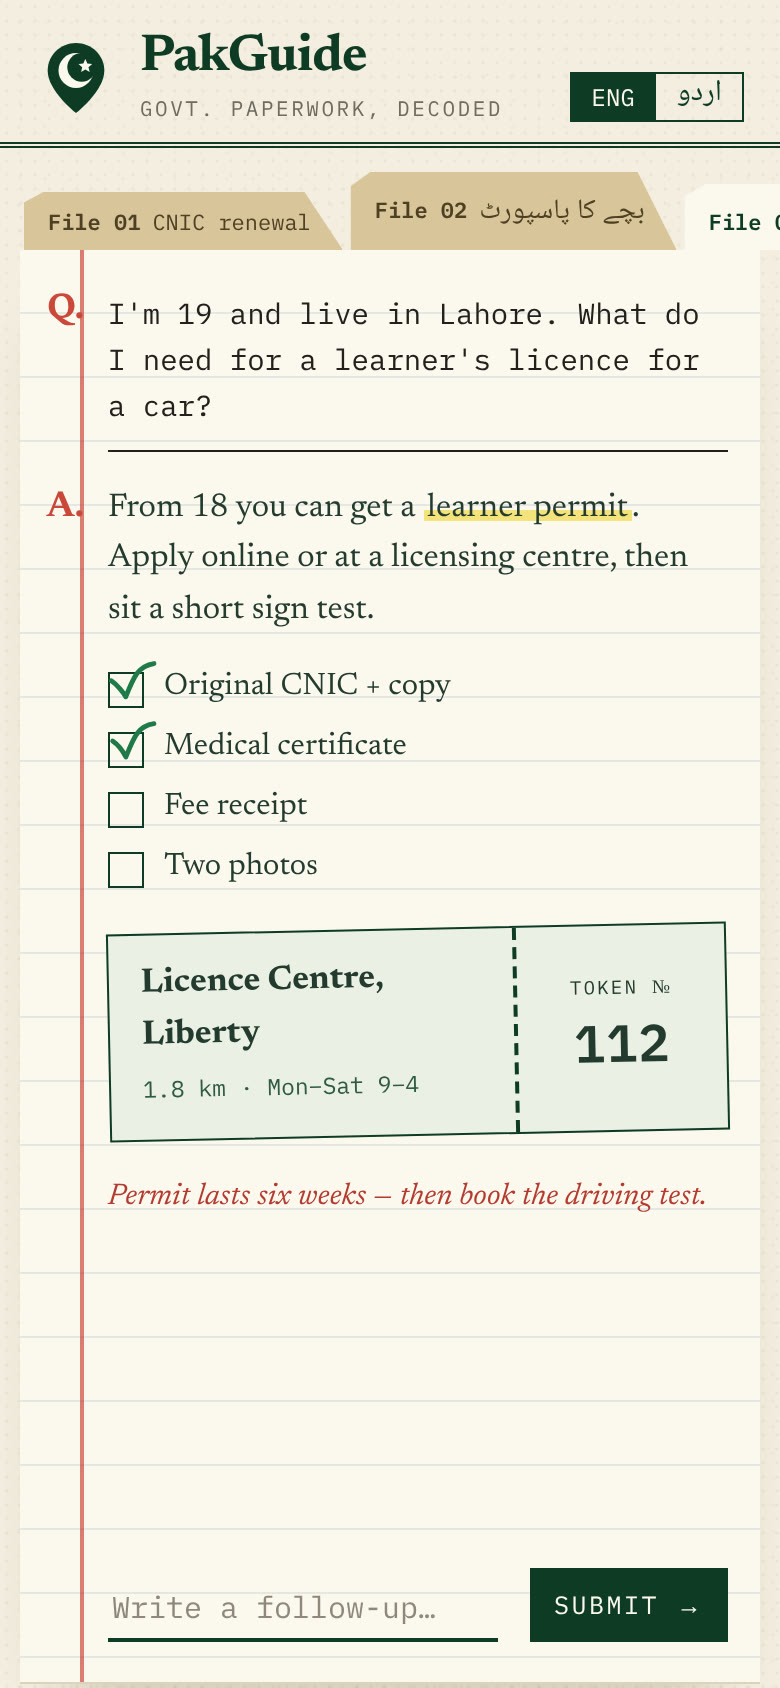 PakGuide
GOVT. PAPERWORK, DECODED
ENG
اردو
File 01 CNIC renewal
File 02 بچے کا پاسپورٹ
File
Q. I'm 19 and live in Lahore. What do
I need for a learner's licence for
a car?
A. From 18 you can get a learner permit.
Apply online or at a licensing centre, then
sit a short sign test.
Original CNIC + copy
Medical certificate
Fee receipt
Two photos
Licence Centre,
Liberty
1.8 km · Mon–Sat 9–4
TOKEN №
112
Permit lasts six weeks – then book the driving test.
Write a follow-up…
SUBMIT →